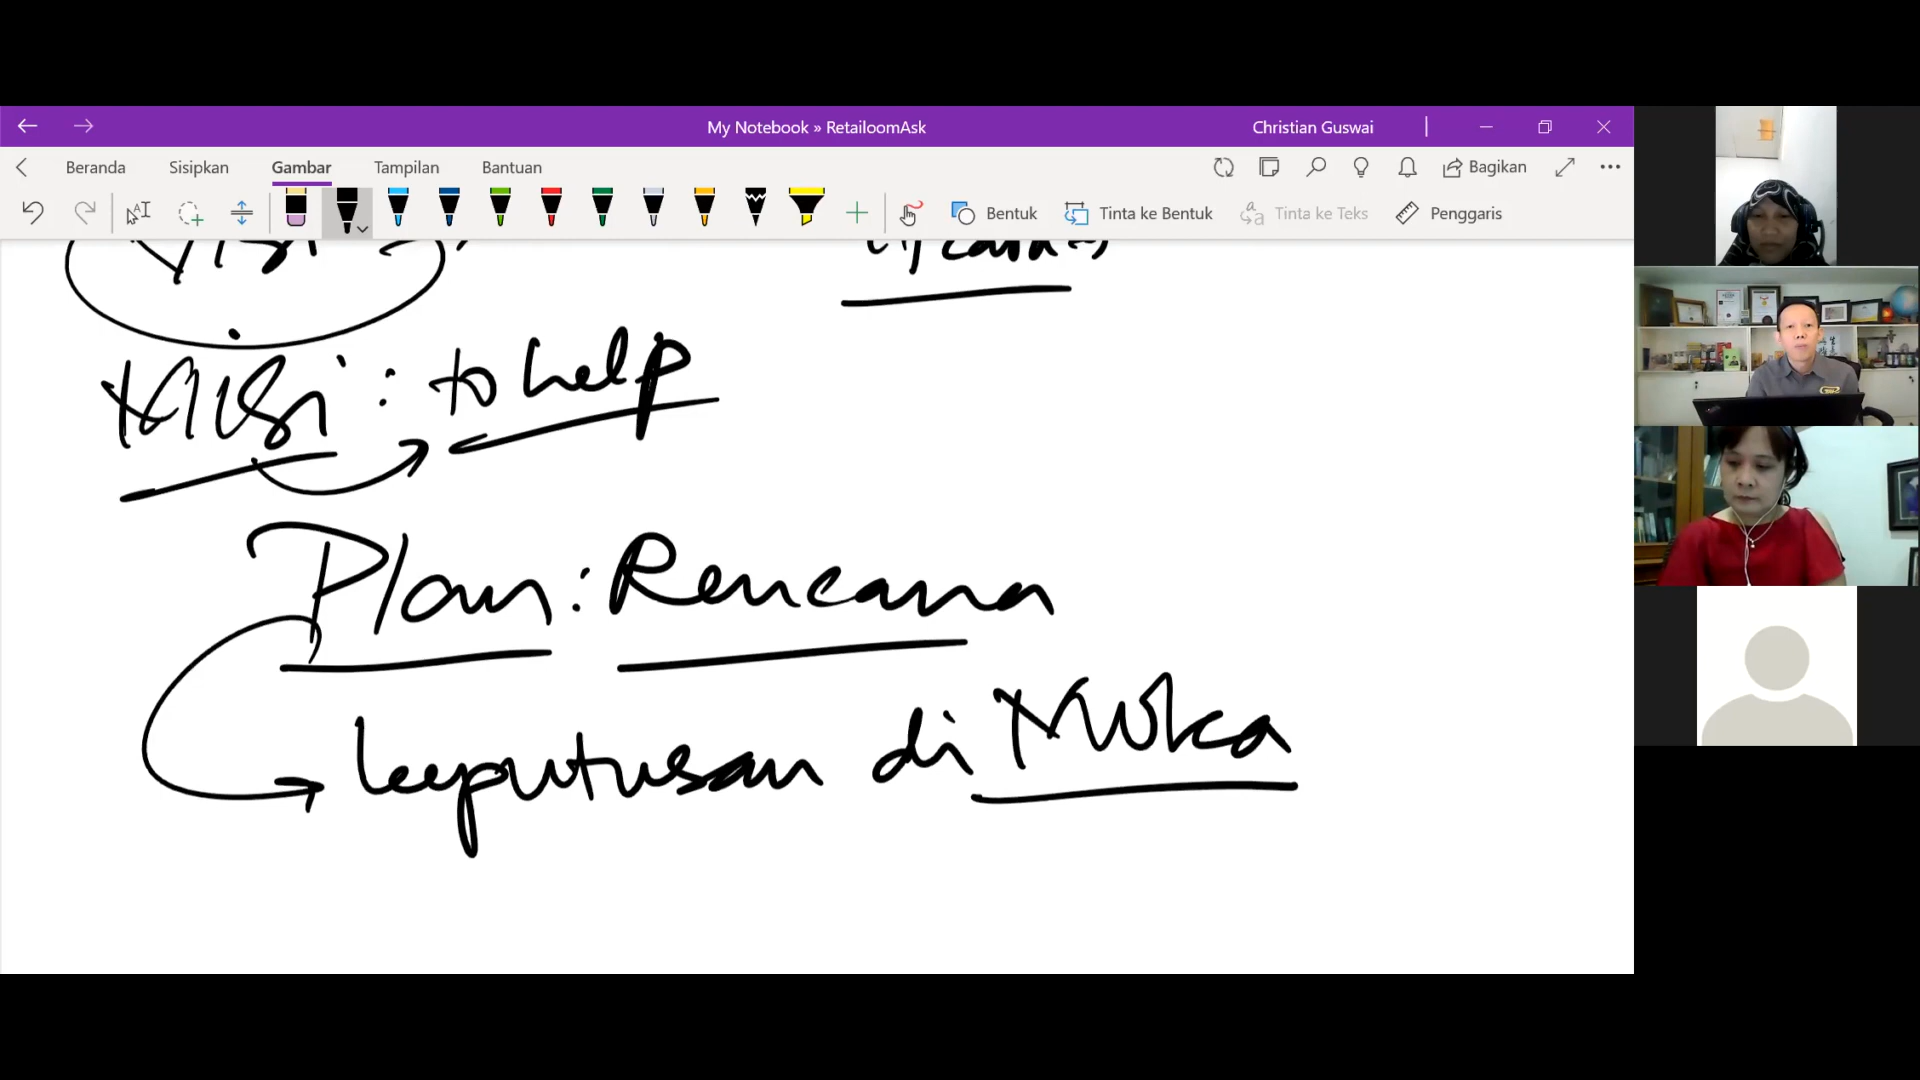 My Notebook » RetailoomAsk
Christian Guswai
Beranda Sisipkan Gambar Tampilan Bantuan
Bagikan
Bentuk Tinta ke Bentuk Tinta ke Teks Penggaris
Visi
Misi : to help
Plan : Rencana
keputusan di Muka